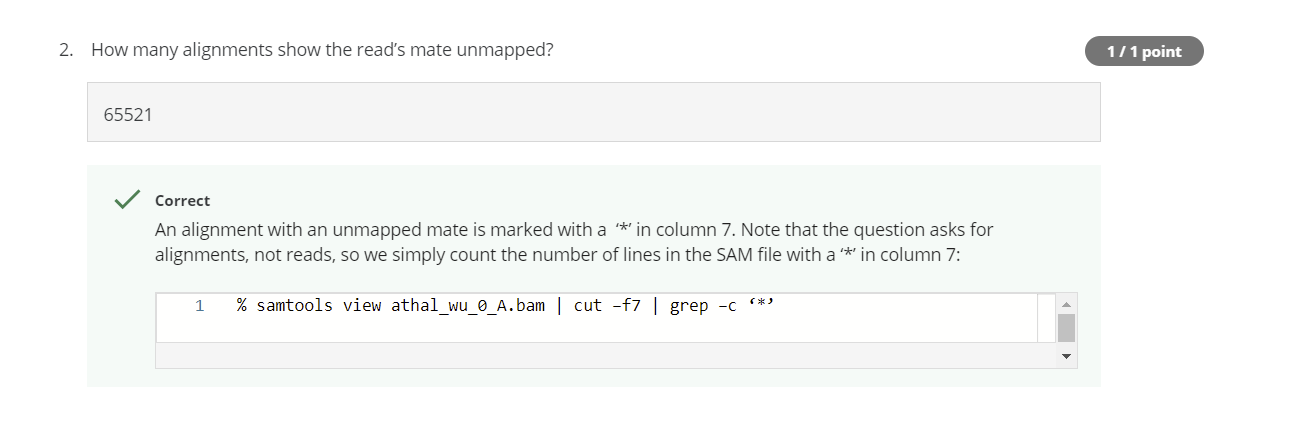 2. How many alignments show the read's mate unmapped?
1 / 1 point
65521
Correct
An alignment with an unmapped mate is marked with a ‘*’ in column 7. Note that the question asks for
alignments, not reads, so we simply count the number of lines in the SAM file with a ‘*’ in column 7:
1 % samtools view athal_wu_0_A.bam | cut –f7 | grep –c ‘*’